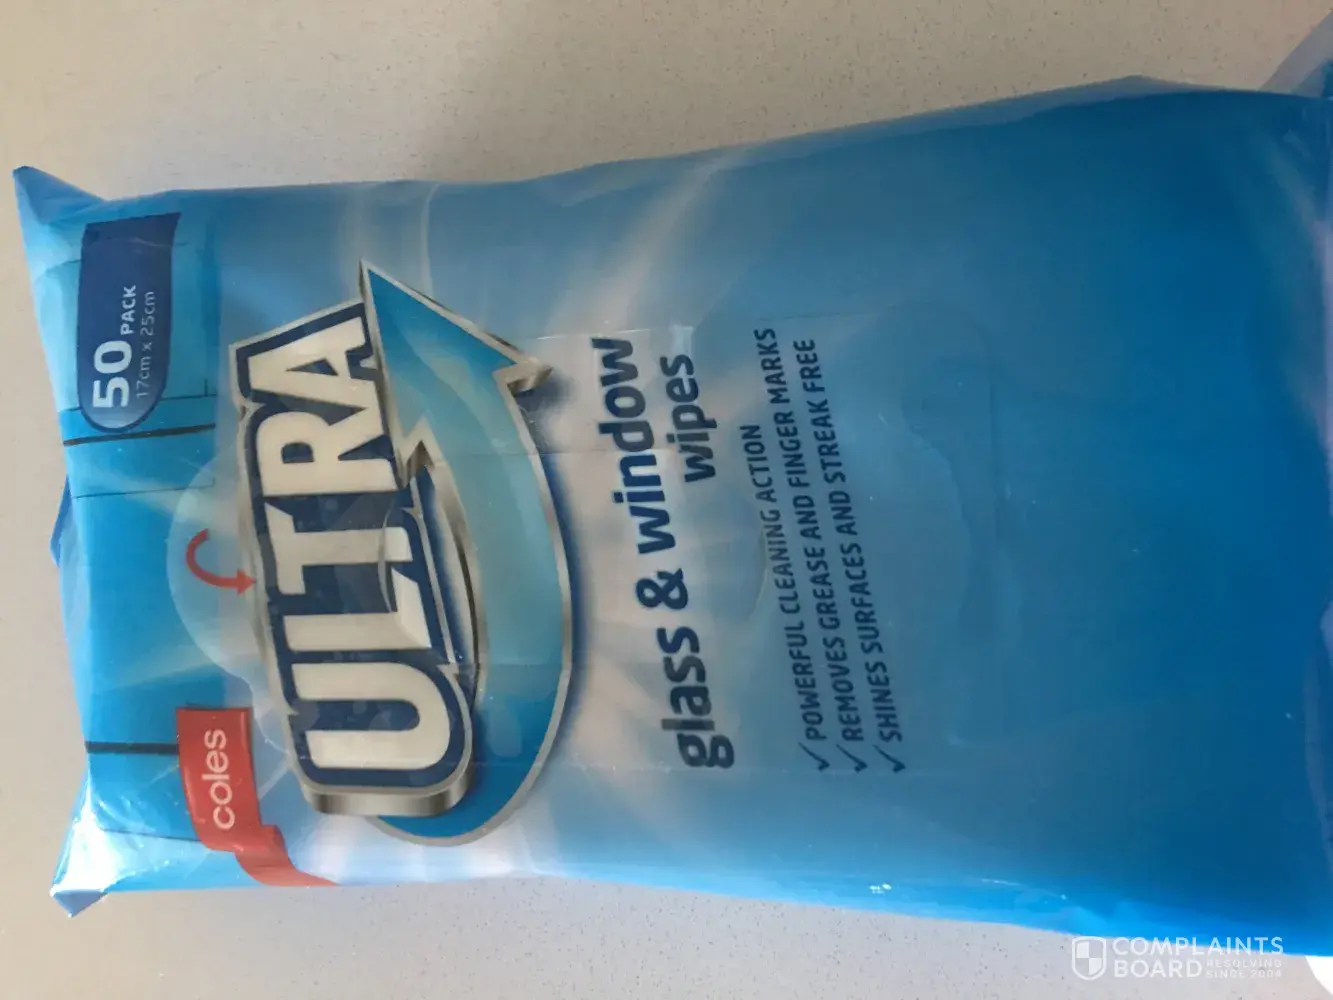 coles
50 PACK
17cm x 25cm
ULTRA
glass & window
wipes
✓ POWERFUL CLEANING ACTION
✓ REMOVES GREASE AND FINGER MARKS
✓ SHINES SURFACES AND STREAK FREE
COMPLAINTS
BOARD RESOLVING
SINCE 2004